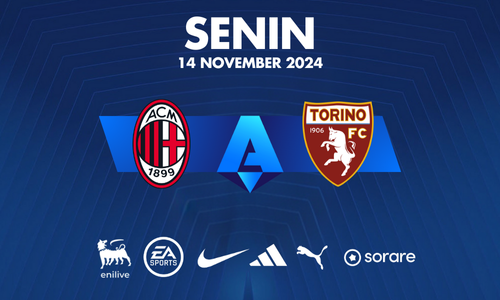 SENIN
14 NOVEMBER 2024
ACM
1899
TORINO
1906 FC
enilive
EA
SPORTS
sorare